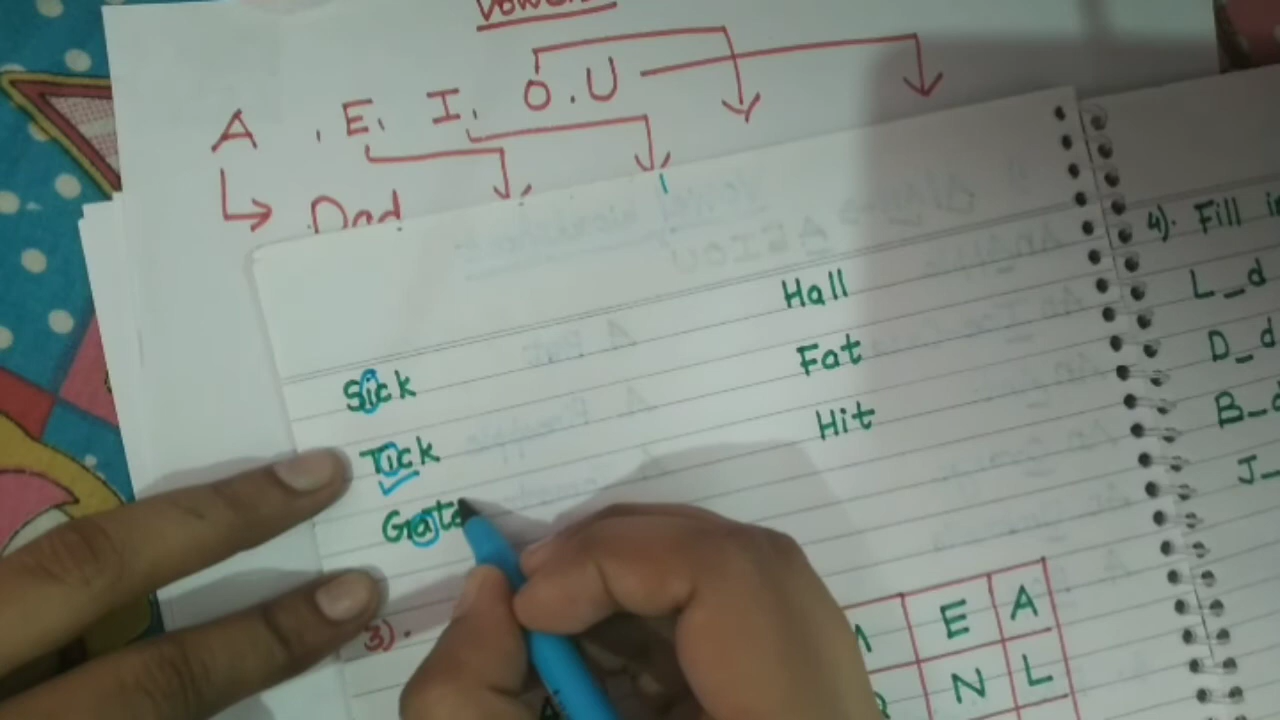 A , E, I, O. U
Dad
Sick Hall
Tick Fat
Gate Hit
3).
E A
N L
4). Fill
L_d
D_d
B_
J_